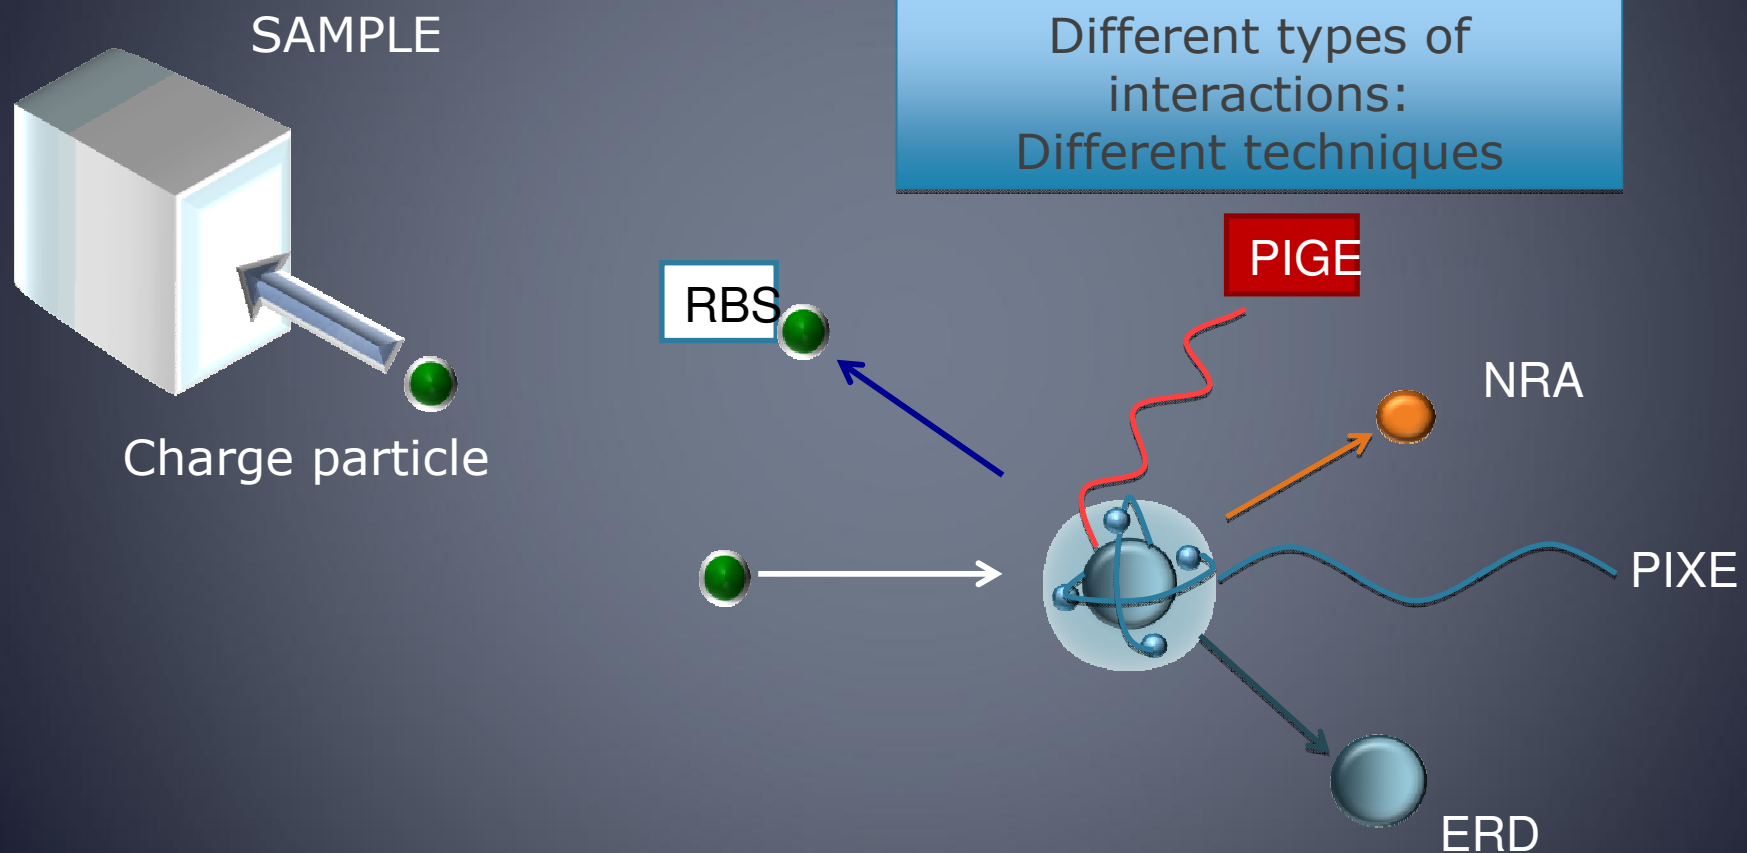 SAMPLE
Different types of
interactions:
Different techniques
PIGE
RBS
NRA
Charge particle
PIXE
ERD